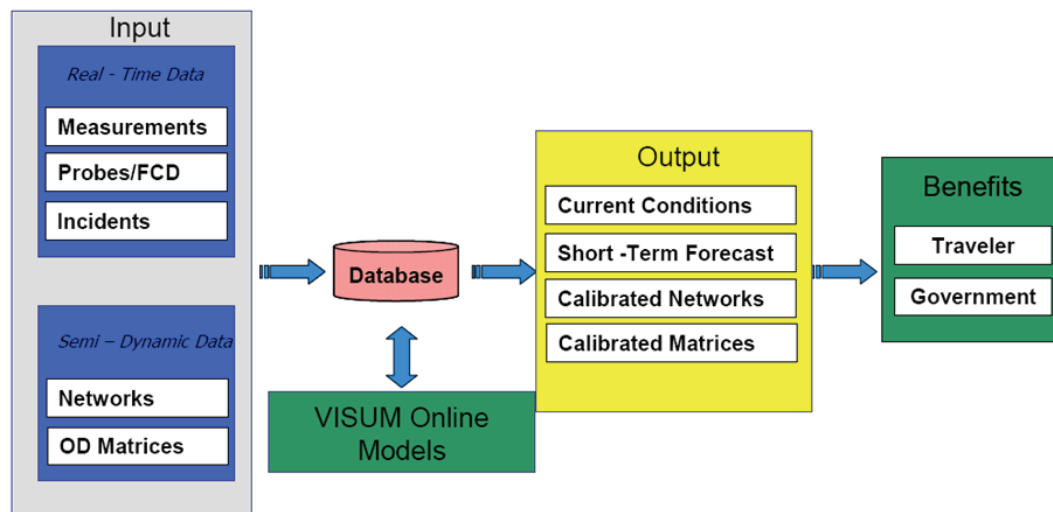 Input
Real - Time Data
Measurements
Probes/FCD
Incidents
Semi – Dynamic Data
Networks
OD Matrices
Database
VISUM Online
Models
Output
Current Conditions
Short -Term Forecast
Calibrated Networks
Calibrated Matrices
Benefits
Traveler
Government